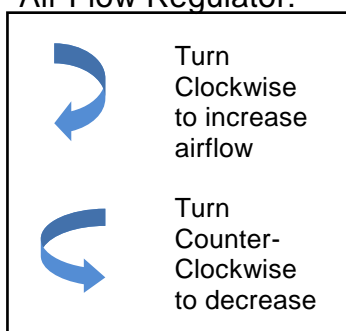 Air Flow Regulator:
Turn
Clockwise
to increase
airflow
Turn
Counter-
Clockwise
to decrease